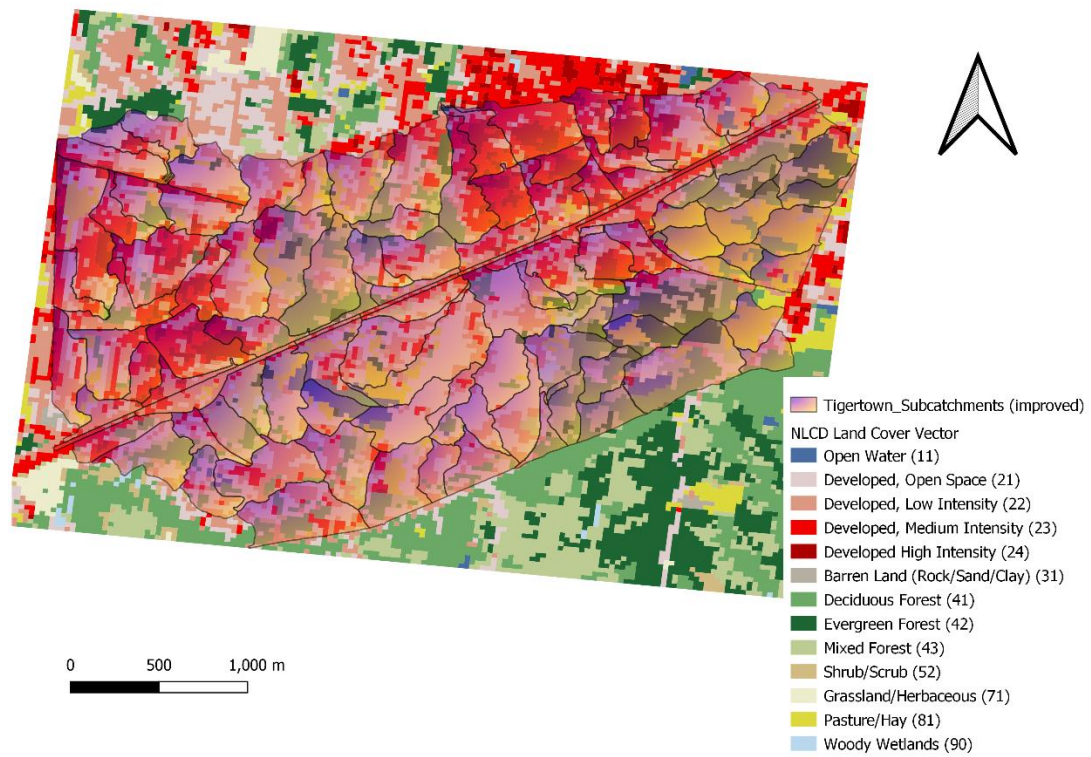 Tigertown_Subcatchments (improved)
NLCD Land Cover Vector
Open Water (11)
Developed, Open Space (21)
Developed, Low Intensity (22)
Developed, Medium Intensity (23)
Developed High Intensity (24)
Barren Land (Rock/Sand/Clay) (31)
Deciduous Forest (41)
Evergreen Forest (42)
Mixed Forest (43)
Shrub/Scrub (52)
Grassland/Herbaceous (71)
Pasture/Hay (81)
Woody Wetlands (90)
0 500 1,000 m